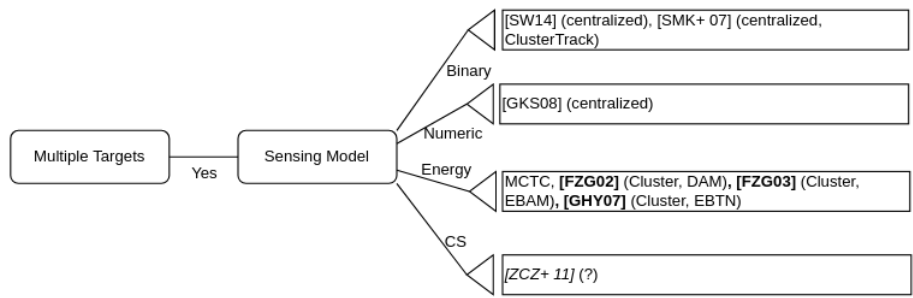 [SW14] (centralized), [SMK+ 07] (centralized,
ClusterTrack)
Binary
[GKS08] (centralized)
Numeric
Multiple Targets
Yes
Sensing Model
Energy
MCTC, [FZG02] (Cluster, DAM), [FZG03] (Cluster,
EBAM), [GHY07] (Cluster, EBTN)
CS
[ZCZ+ 11] (?)